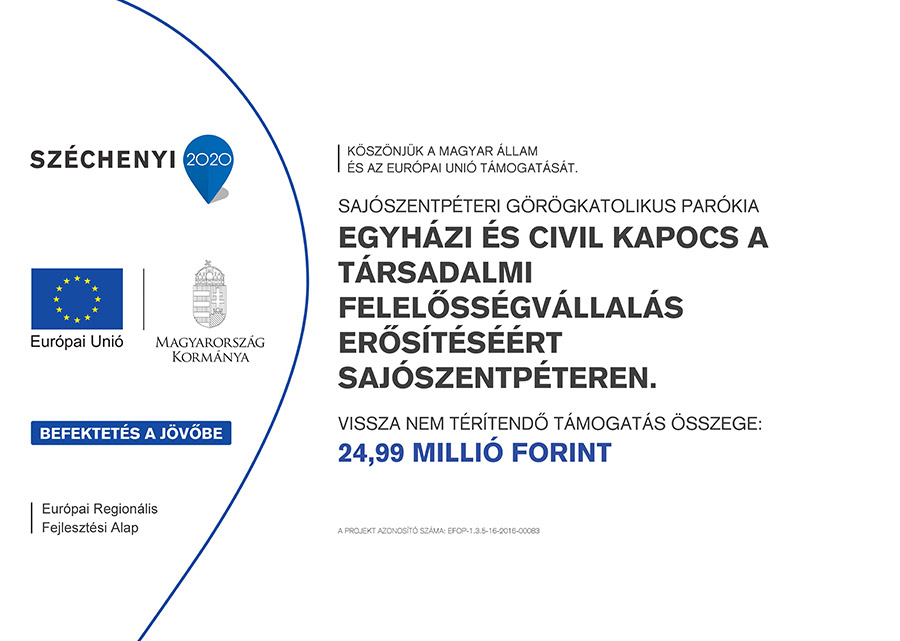 SZÉCHENYI 2020
Európai Unió
MAGYARORSZÁG
KORMÁNYA
BEFEKTETÉS A JÖVŐBE
Európai Regionális
Fejlesztési Alap
KÖSZÖNJÜK A MAGYAR ÁLLAM
ÉS AZ EURÓPAI UNIÓ TÁMOGATÁSÁT.
SAJÓSZENTPÉTERI GÖRÖGKATOLIKUS PARÓKIA
EGYHÁZI ÉS CIVIL KAPOCS A
TÁRSADALMI
FELELŐSSÉGVÁLLALÁS
ERŐSÍTÉSÉÉRT
SAJÓSZENTPÉTEREN.
VISSZA NEM TÉRÍTENDŐ TÁMOGATÁS ÖSSZEGE:
24,99 MILLIÓ FORINT
A PROJEKT AZONOSÍTÓ SZÁMA: EFOP-1.3.5-16-2016-00083